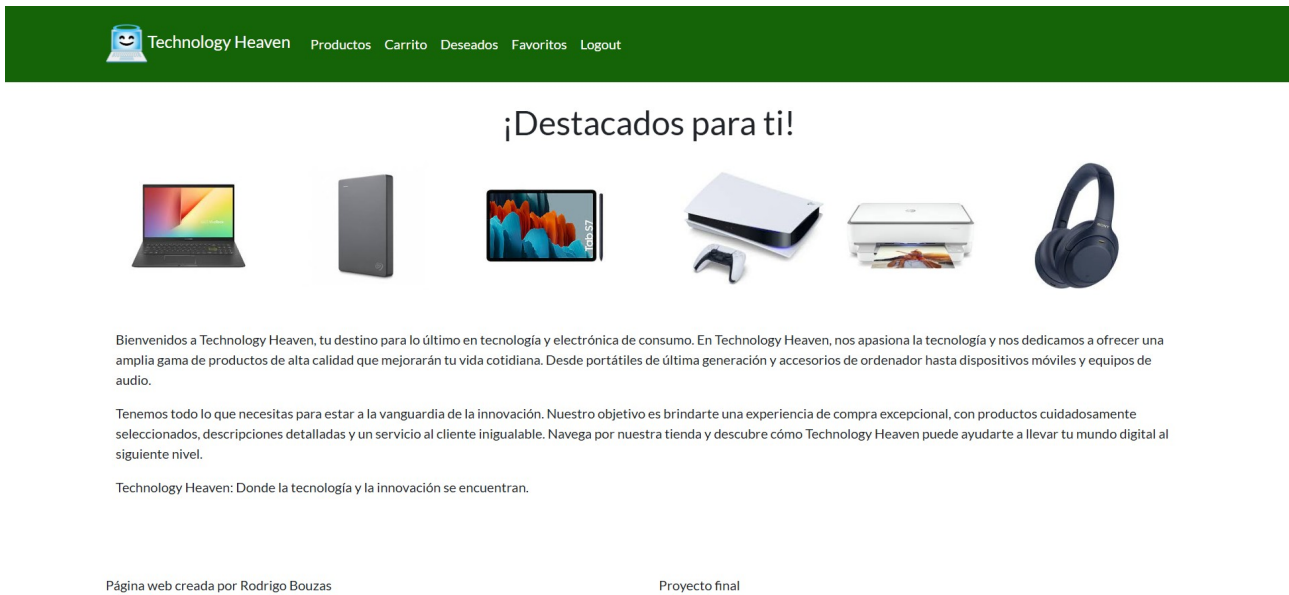 Technology Heaven Productos Carrito Deseados Favoritos Logout
¡Destacados para ti!
Tab S7
SONY
Bienvenidos a Technology Heaven, tu destino para lo último en tecnología y electrónica de consumo. En Technology Heaven, nos apasiona la tecnología y nos dedicamos a ofrecer una
amplia gama de productos de alta calidad que mejorarán tu vida cotidiana. Desde portátiles de última generación y accesorios de ordenador hasta dispositivos móviles y equipos de
audio.
Tenemos todo lo que necesitas para estar a la vanguardia de la innovación. Nuestro objetivo es brindarte una experiencia de compra excepcional, con productos cuidadosamente
seleccionados, descripciones detalladas y un servicio al cliente inigualable. Navega por nuestra tienda y descubre cómo Technology Heaven puede ayudarte a llevar tu mundo digital al
siguiente nivel.
Technology Heaven: Donde la tecnología y la innovación se encuentran.
Página web creada por Rodrigo Bouzas Proyecto final